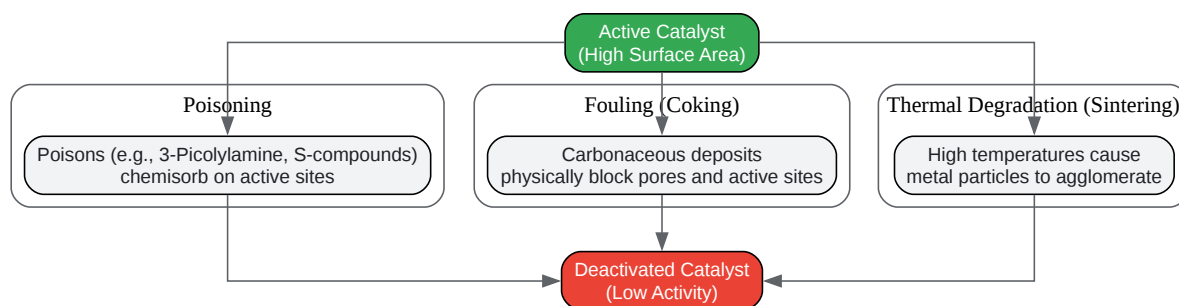 Active Catalyst
(High Surface Area)
Poisoning
Poisons (e.g., 3-Picolylamine, S-compounds)
chemisorb on active sites
Fouling (Coking)
Carbonaceous deposits
physically block pores and active sites
Thermal Degradation (Sintering)
High temperatures cause
metal particles to agglomerate
Deactivated Catalyst
(Low Activity)